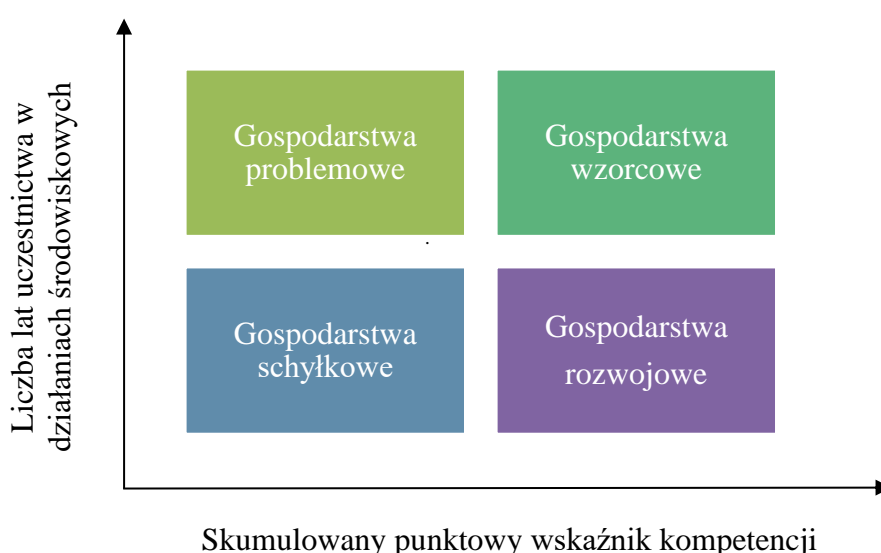 Liczba lat uczestnictwa w
działaniach środowiskowych
Gospodarstwa
problemowe
Gospodarstwa
wzorcowe
Gospodarstwa
schyłkowe
Gospodarstwa
rozwojowe
Skumulowany punktowy wskaźnik kompetencji